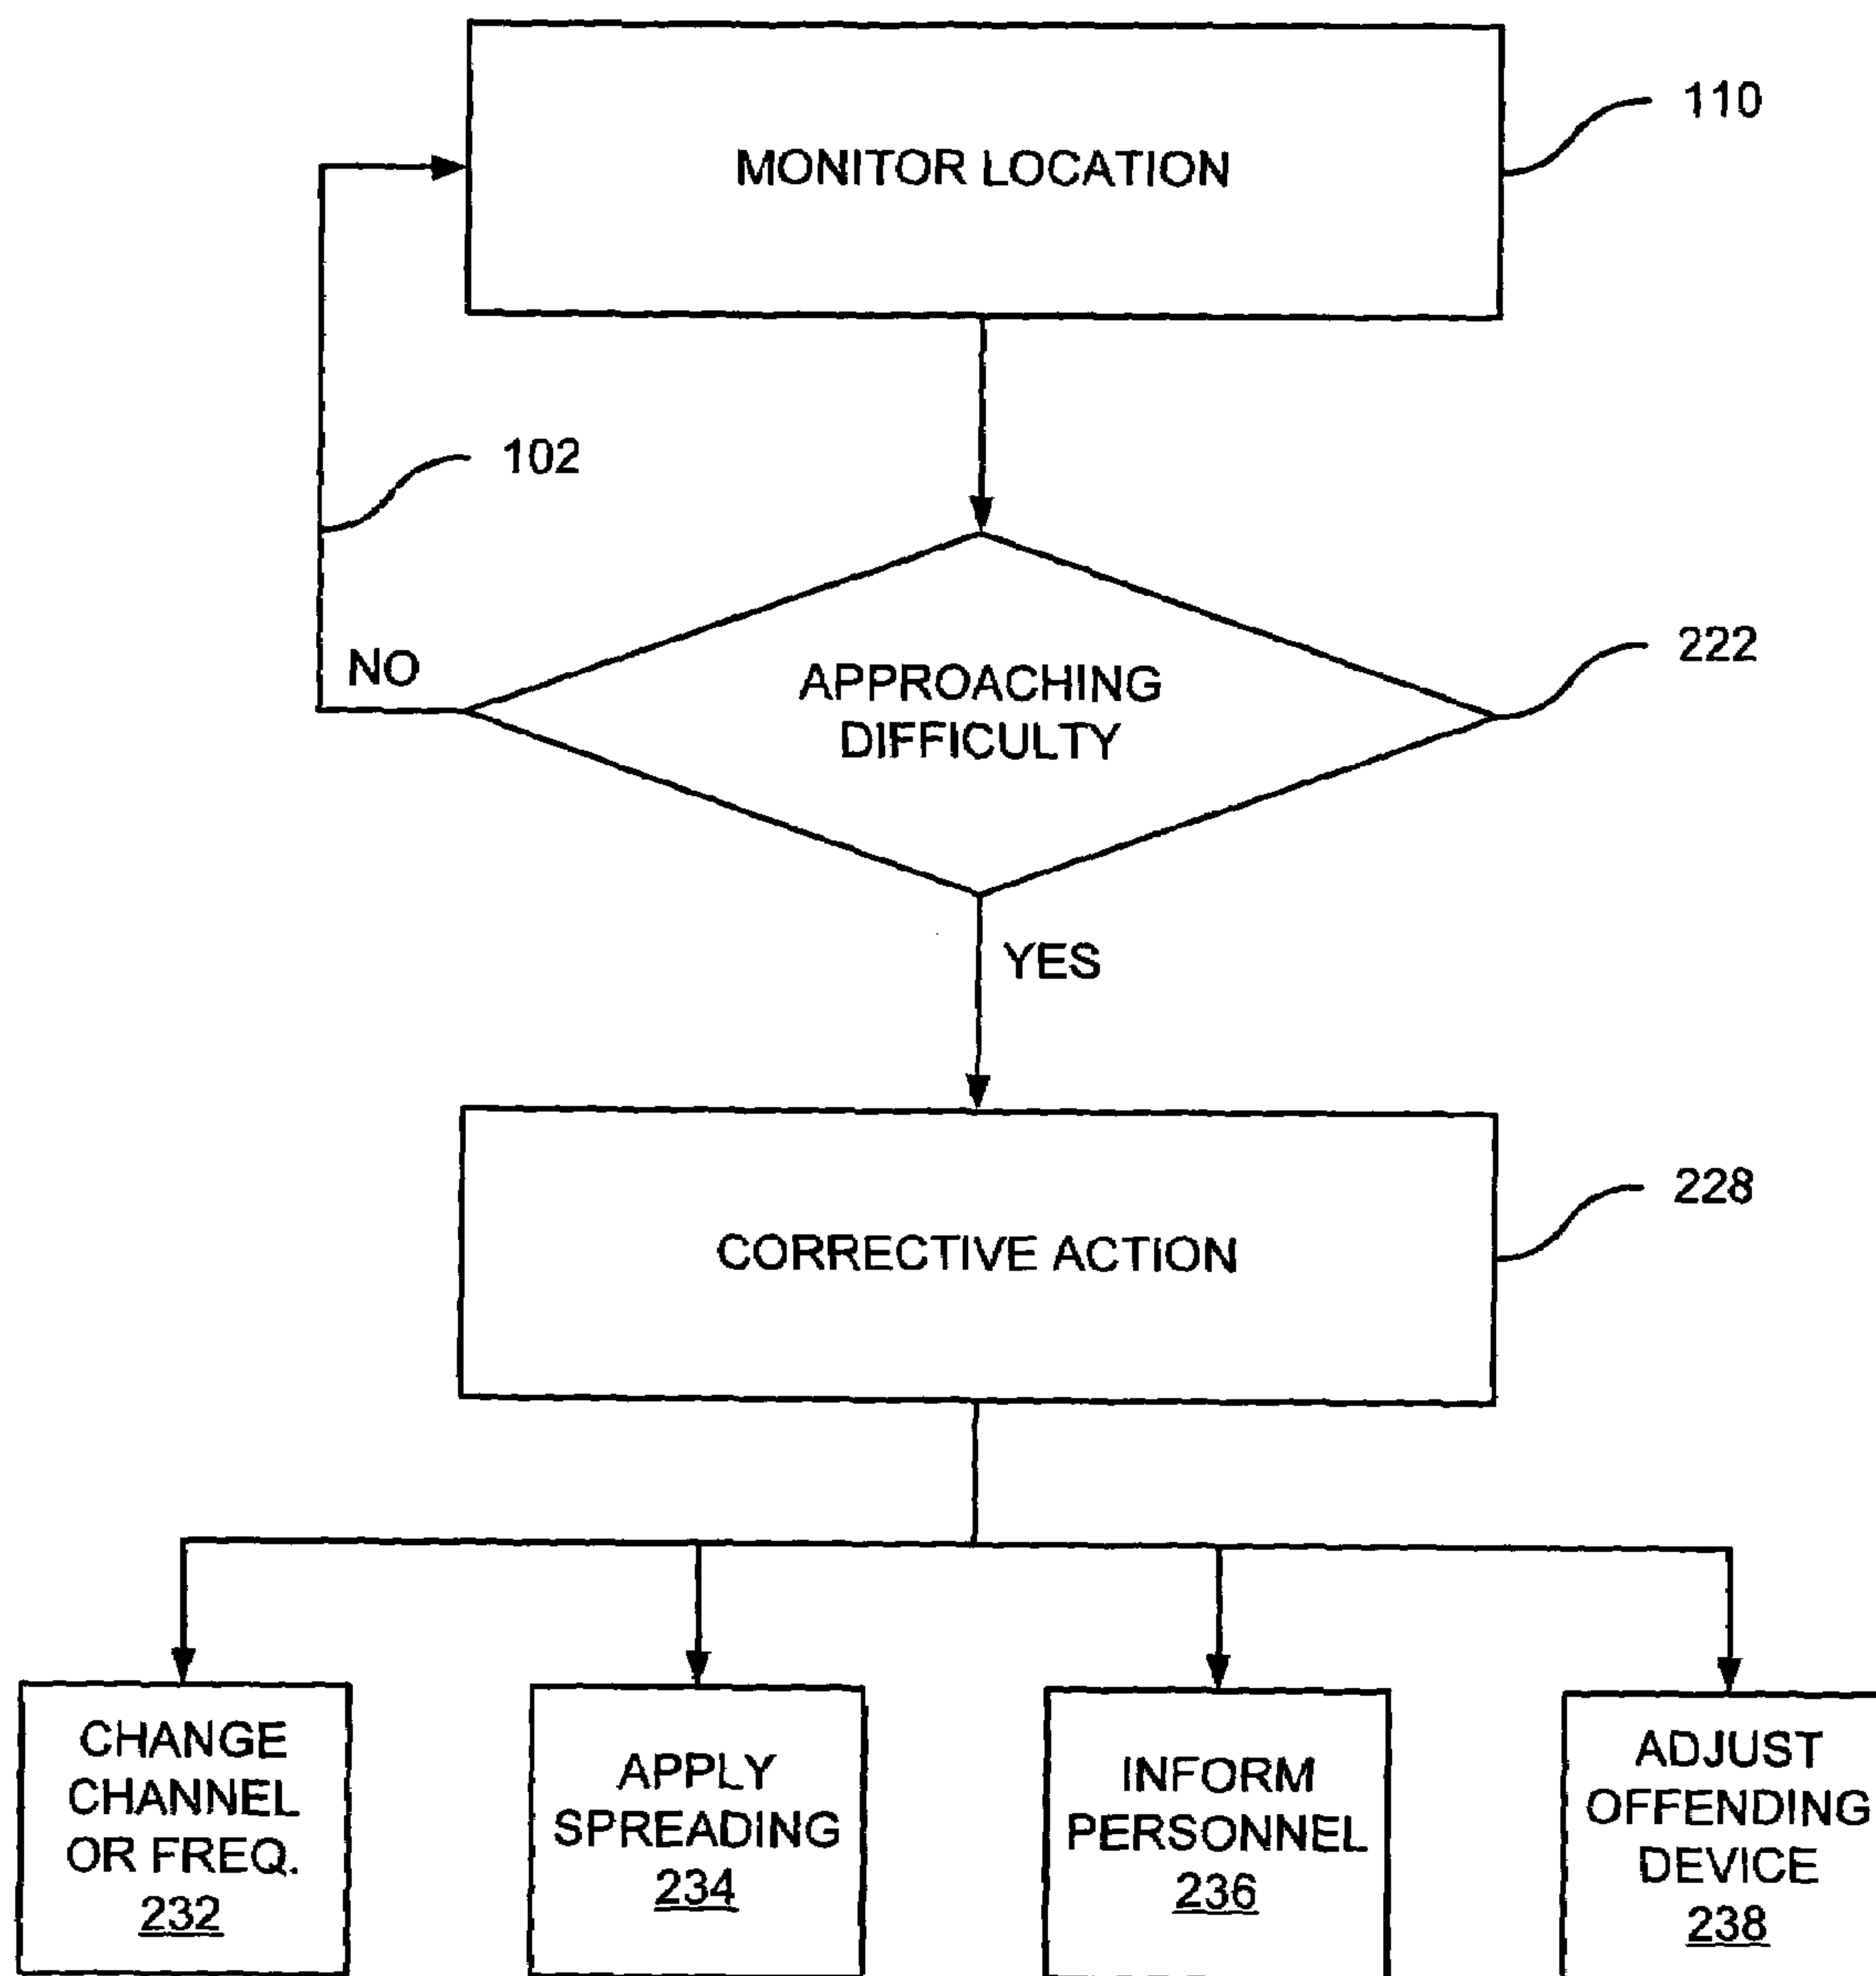 MONITOR LOCATION
110
102
NO
APPROACHING
DIFFICULTY
222
YES
CORRECTIVE ACTION
228
CHANGE
CHANNEL
OR FREQ.
232
APPLY
SPREADING
234
INFORM
PERSONNEL
236
ADJUST
OFFENDING
DEVICE
238